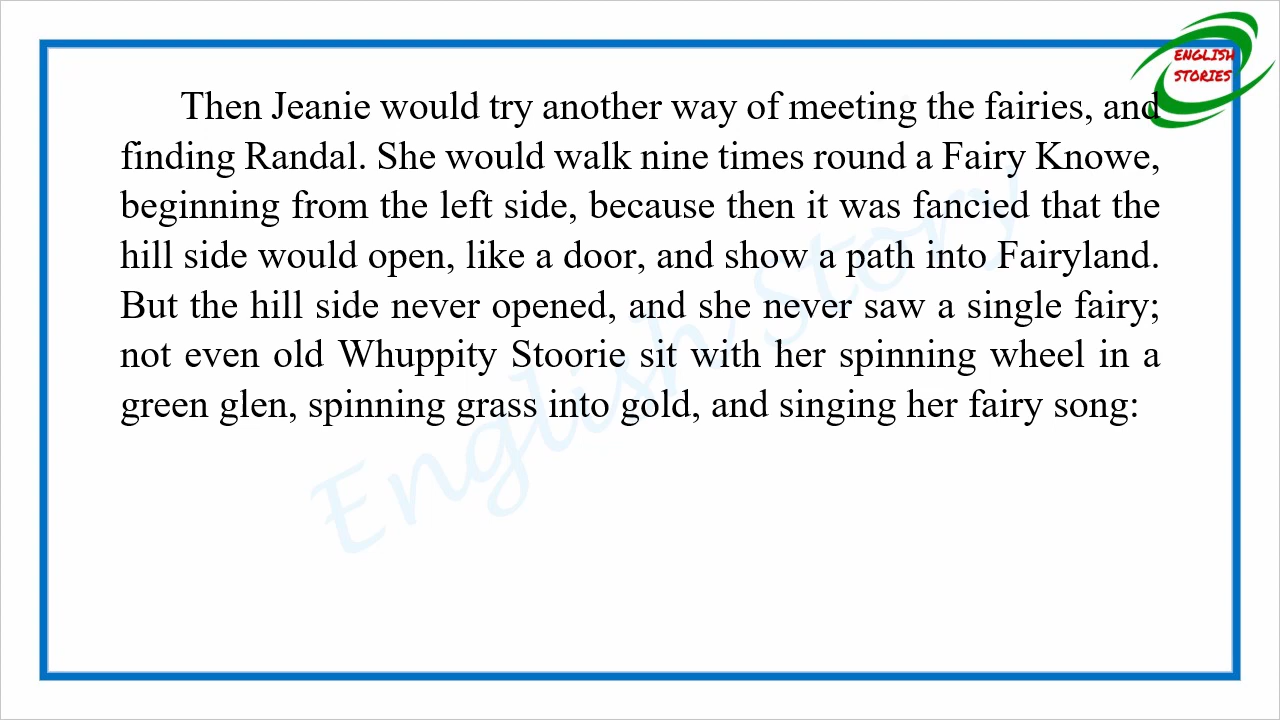 ENGLISH
STORIES
Then Jeanie would try another way of meeting the fairies, and
finding Randal. She would walk nine times round a Fairy Knowe,
beginning from the left side, because then it was fancied that the
hill side would open, like a door, and show a path into Fairyland.
But the hill side never opened, and she never saw a single fairy;
not even old Whuppity Stoorie sit with her spinning wheel in a
green glen, spinning grass into gold, and singing her fairy song:
English Story